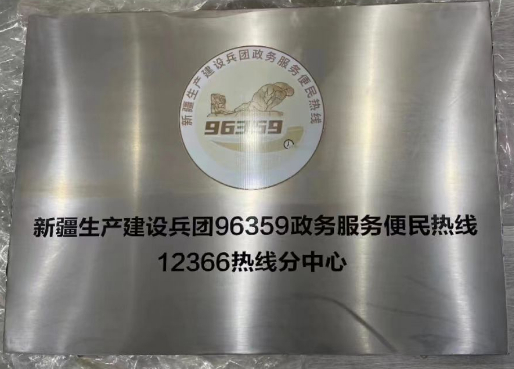 新疆生产建设兵团政务服务便民热线
96359
新疆生产建设兵团96359政务服务便民热线
12366热线分中心